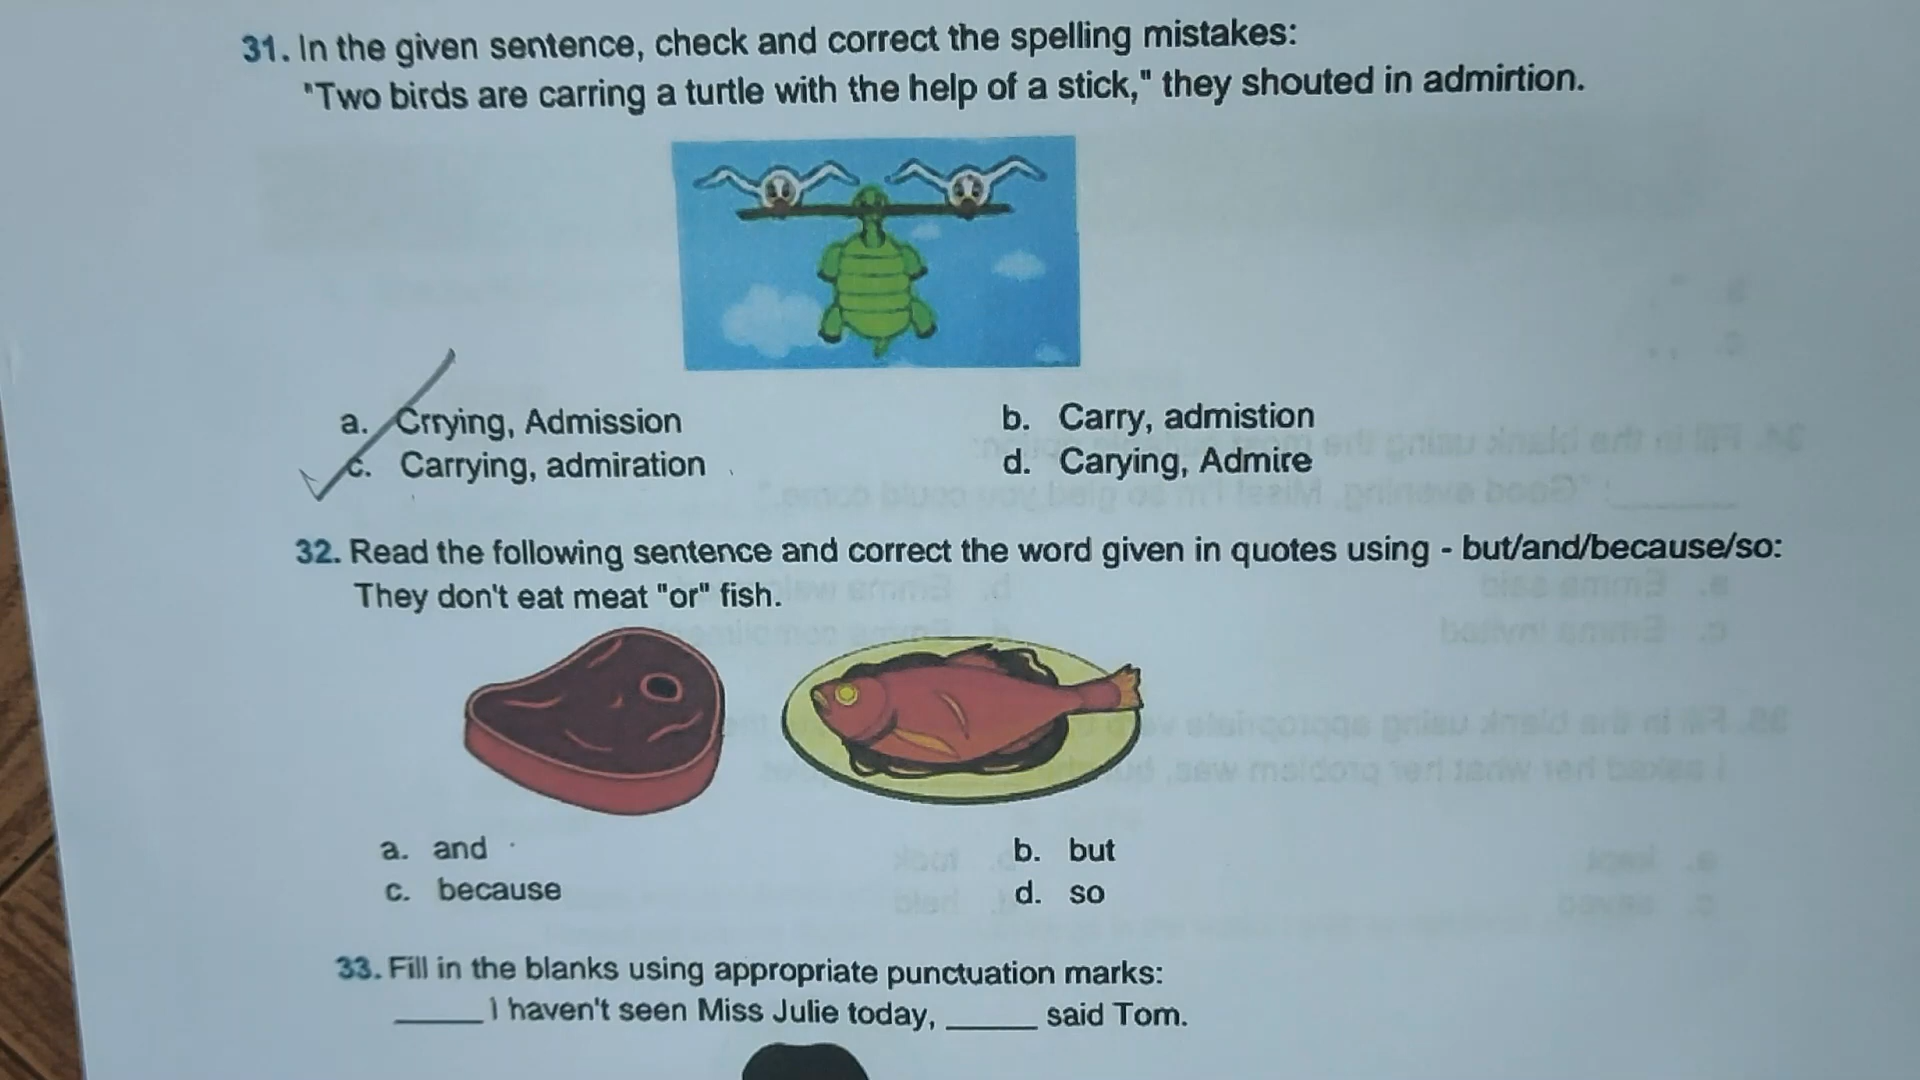 31. In the given sentence, check and correct the spelling mistakes:
"Two birds are carring a turtle with the help of a stick," they shouted in admirtion.
a. Crrying, Admission b. Carry, admistion
c. Carrying, admiration d. Carying, Admire
32. Read the following sentence and correct the word given in quotes using - but/and/because/so:
They don't eat meat "or" fish.
a. and b. but
c. because d. so
33. Fill in the blanks using appropriate punctuation marks:
_____ I haven't seen Miss Julie today, _____ said Tom.